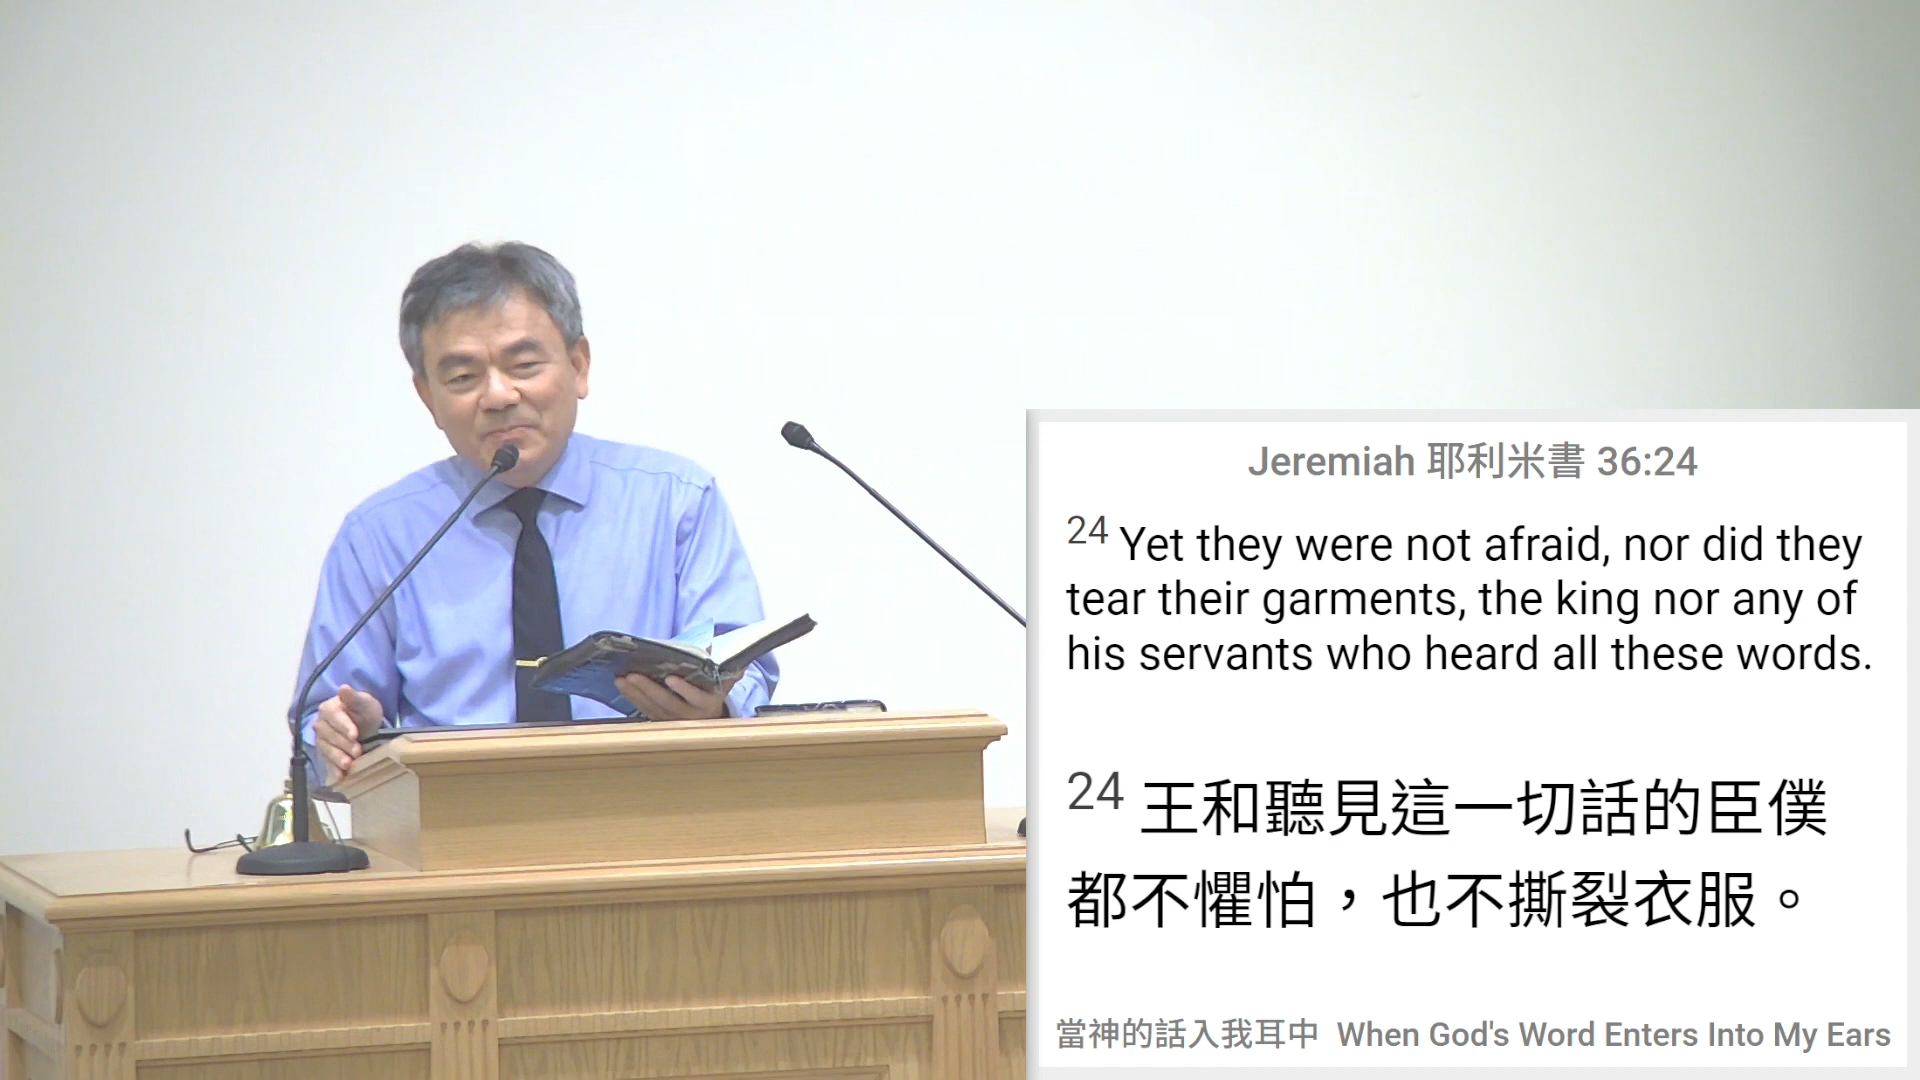 Jeremiah 耶利米書 36:24
24 Yet they were not afraid, nor did they
tear their garments, the king nor any of
his servants who heard all these words.
24 王和聽見這一切話的臣僕
都不懼怕，也不撕裂衣服。
當神的話入我耳中 When God's Word Enters Into My Ears